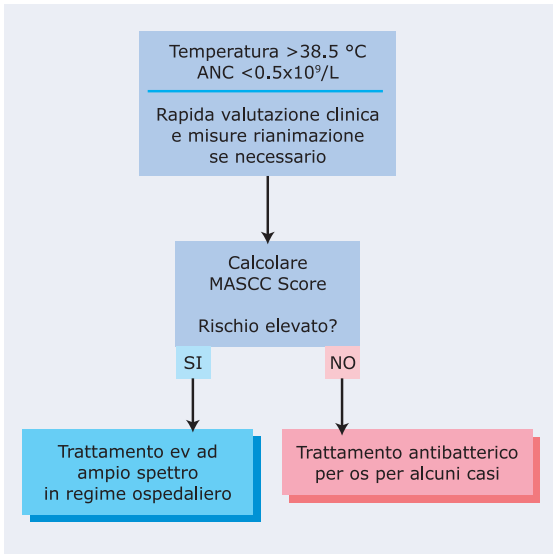 Temperatura >38.5 °C
ANC <0.5x10⁹/L
Rapida valutazione clinica
e misure rianimazione
se necessario
Calcolare
MASCC Score
Rischio elevato?
SI
NO
Trattamento ev ad
ampio spettro
in regime ospedaliero
Trattamento antibatterico
per os per alcuni casi